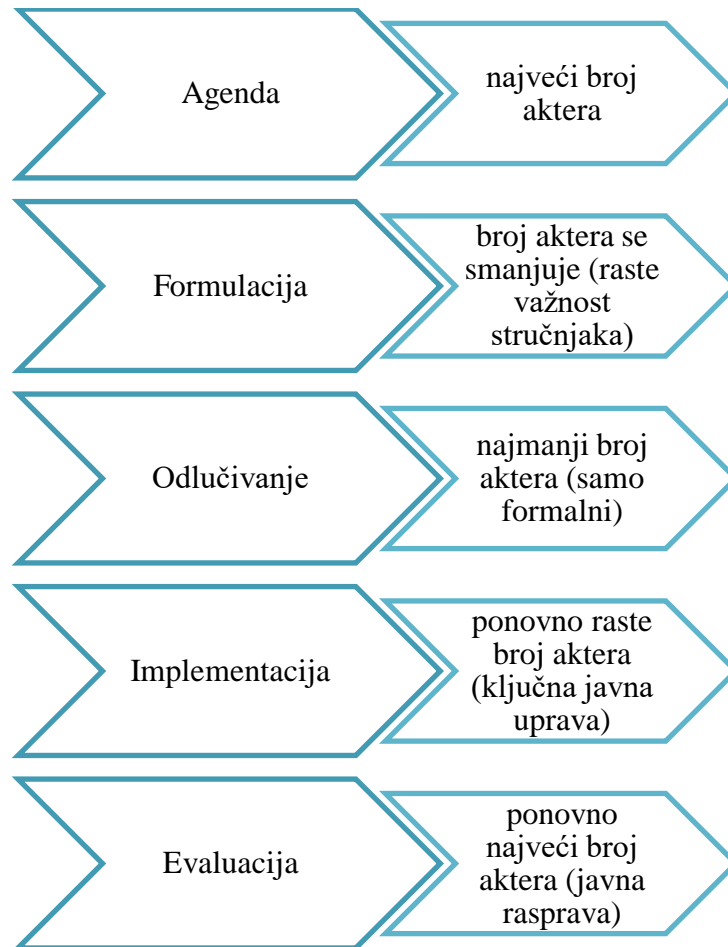 Agenda
najveći broj
aktera
Formulacija
broj aktera se
smanjuje (raste
važnost
stručnjaka)
Odlučivanje
najmanji broj
aktera (samo
formalni)
Implementacija
ponovno raste
broj aktera
(ključna javna
uprava)
Evaluacija
ponovno
najveći broj
aktera (javna
rasprava)